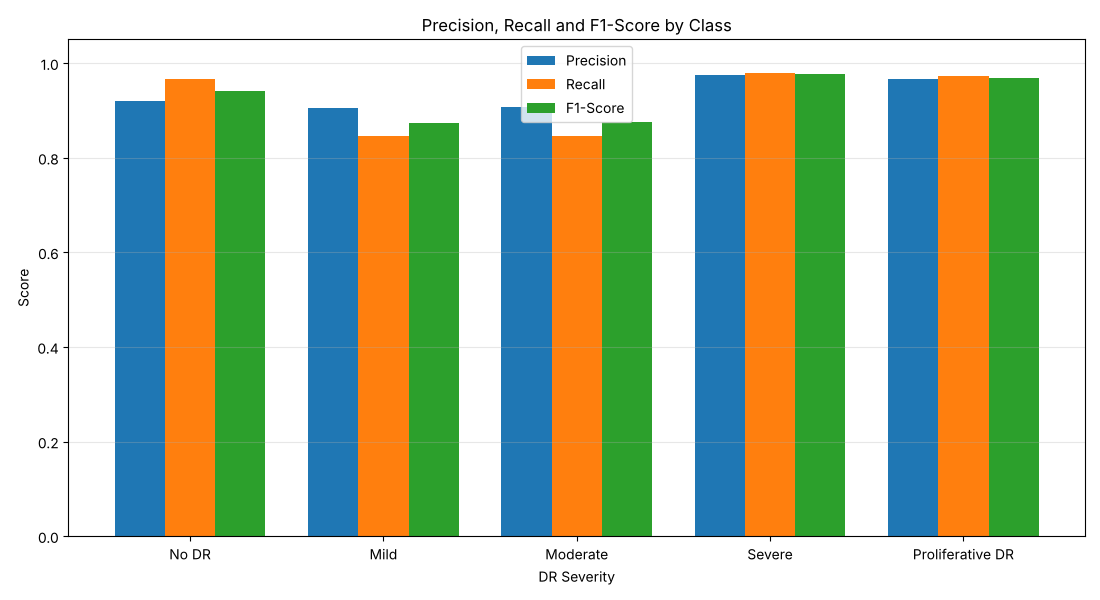 Precision, Recall and F1-Score by Class
Precision
Recall
F1-Score
1.0
0.8
0.6
0.4
0.2
0.0
Score
No DR
Mild
Moderate
Severe
Proliferative DR
DR Severity